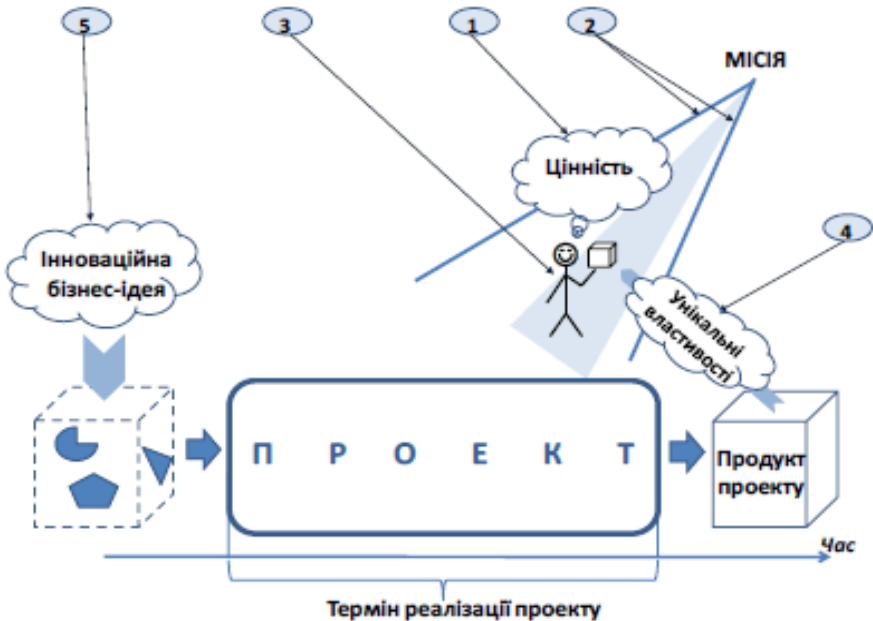 5
3
1
2
МІСІЯ
Цінність
4
Інноваційна
бізнес-ідея
Унікальні
властивості
П Р О Е К Т
Продукт
проекту
Час
Термін реалізації проекту